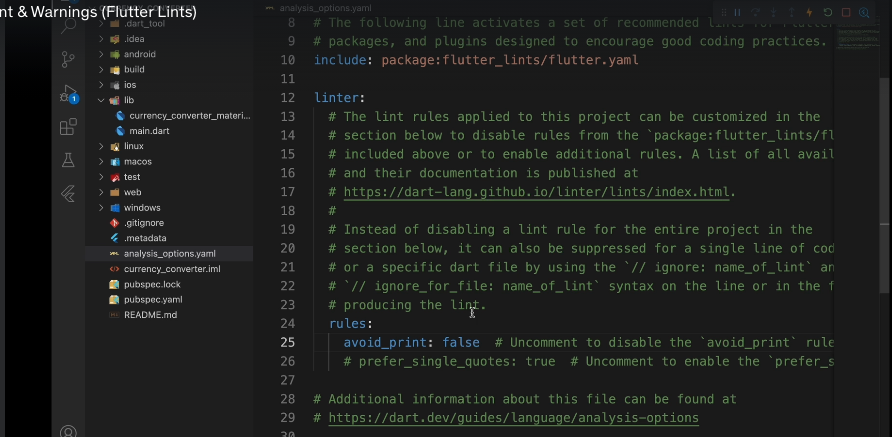 nt & Warnings (Flutter Lints)
.dart_tool
.idea
android
build
ios
lib
currency_converter_materi...
main.dart
linux
macos
test
web
windows
.gitignore
.metadata
analysis_options.yaml
currency_converter.iml
pubspec.lock
pubspec.yaml
README.md
1
analysis_options.yaml
8 # The following line activates a set of recommended lints for Flutter
9 # packages, and plugins designed to encourage good coding practices.
10 include: package:flutter_lints/flutter.yaml
11
12 linter:
13 # The lint rules applied to this project can be customized in the
14 # section below to disable rules from the `package:flutter_lints/fl
15 # included above or to enable additional rules. A list of all avail
16 # and their documentation is published at
17 # https://dart-lang.github.io/linter/lints/index.html.
18 #
19 # Instead of disabling a lint rule for the entire project in the
20 # section below, it can also be suppressed for a single line of cod
21 # or a specific dart file by using the `// ignore: name_of_lint` an
22 # `// ignore_for_file: name_of_lint` syntax on the line or in the f
23 # producing the lint.
24 rules:
25 avoid_print: false # Uncomment to disable the `avoid_print` rule
26 # prefer_single_quotes: true # Uncomment to enable the `prefer_s
27
28 # Additional information about this file can be found at
29 # https://dart.dev/guides/language/analysis-options
30